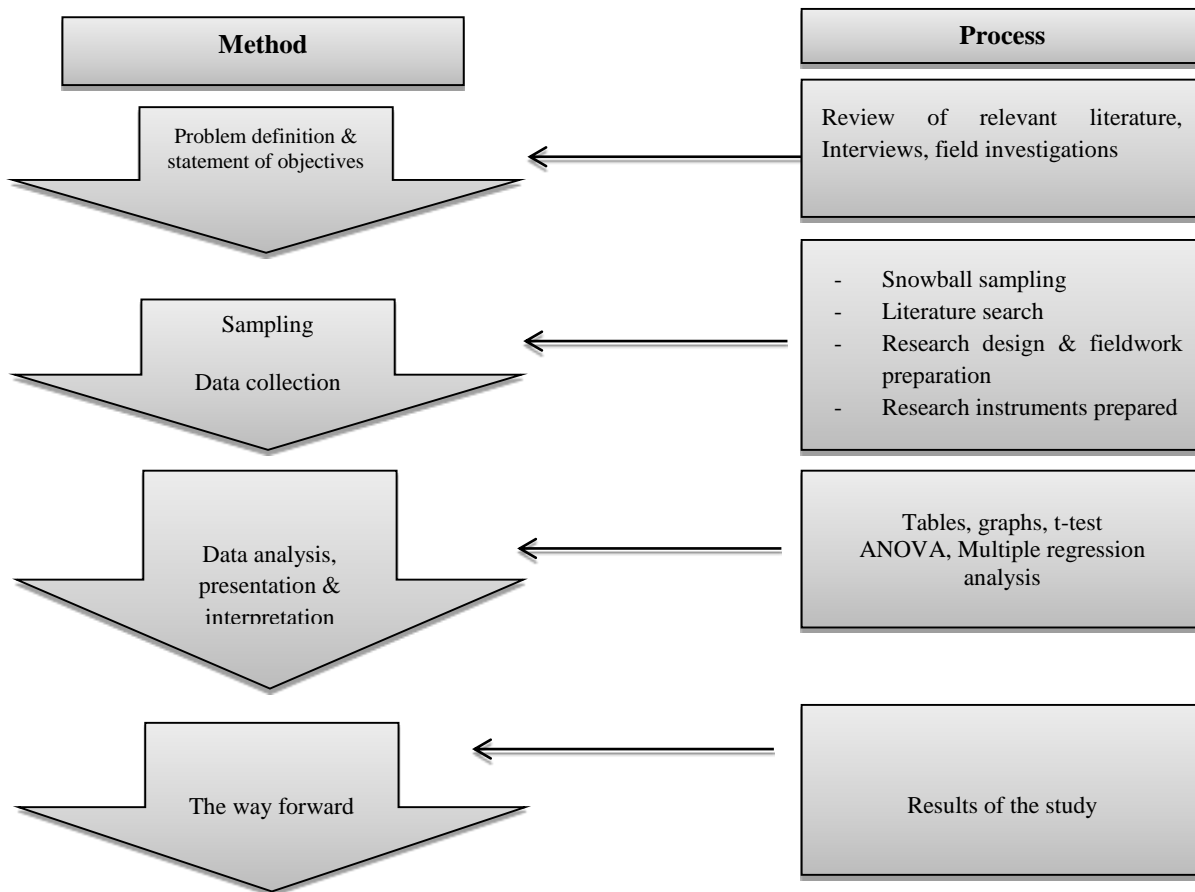 Method
Process
Problem definition &
statement of objectives
Review of relevant literature,
Interviews, field investigations
Sampling
Data collection
- Snowball sampling
- Literature search
- Research design & fieldwork
preparation
- Research instruments prepared
Data analysis,
presentation &
interpretation
Tables, graphs, t-test
ANOVA, Multiple regression
analysis
The way forward
Results of the study